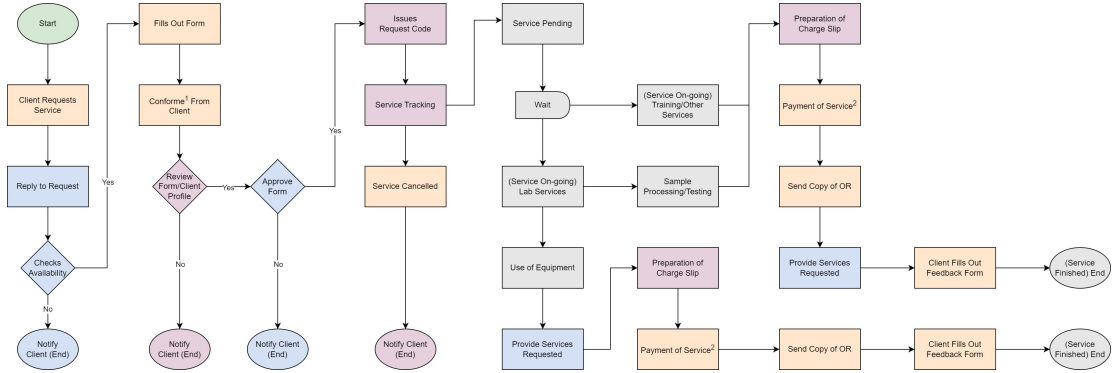 Start
Client Requests
Service
Reply to Request
Checks
Availability
No
Notify
Client (End)
Yes
Fills Out Form
Conforme¹ From
Client
Review
Form/Client
Profile
No
Notify
Client (End)
Yes
Approve
Form
No
Notify Client
(End)
Yes
Issues
Request Code
Service Tracking
Service Cancelled
Notify Client
(End)
Service Pending
Wait
(Service On-going)
Lab Services
Use of Equipment
Provide Services
Requested
(Service On-going)
Training/Other
Services
Sample
Processing/Testing
Preparation of
Charge Slip
Payment of Service²
Preparation of
Charge Slip
Payment of Service²
Send Copy of OR
Provide Services
Requested
Client Fills Out
Feedback Form
(Service
Finished) End
Send Copy of OR
Client Fills Out
Feedback Form
(Service
Finished) End